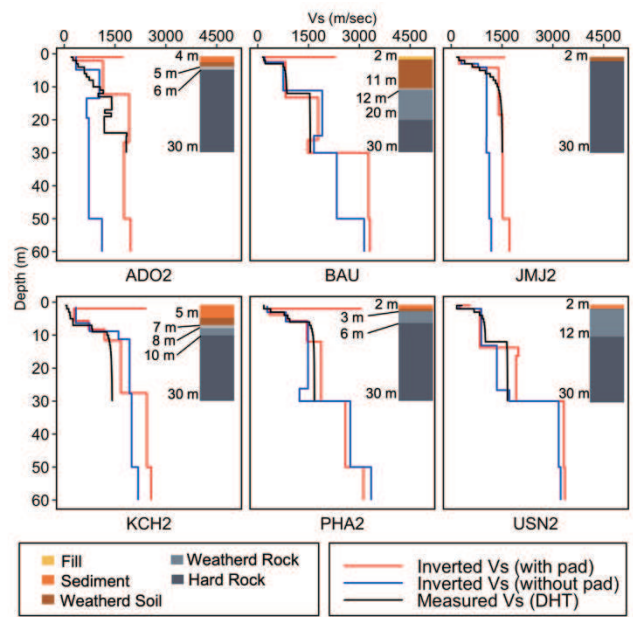 Vs (m/sec)
0 1500 3000 4500 0 1500 3000 4500 0 1500 3000 4500
0
10
20
30
40
50
60
4 m
5 m
6 m
30 m
ADO2
2 m
11 m
12 m
20 m
30 m
BAU
2 m
30 m
JMJ2
Depth (m)
0
10
20
30
40
50
60
5 m
7 m
8 m
10 m
30 m
KCH2
2 m
3 m
6 m
30 m
PHA2
2 m
12 m
30 m
USN2
Fill
Sediment
Weatherd Soil
Weatherd Rock
Hard Rock
Inverted Vs (with pad)
Inverted Vs (without pad)
Measured Vs (DHT)